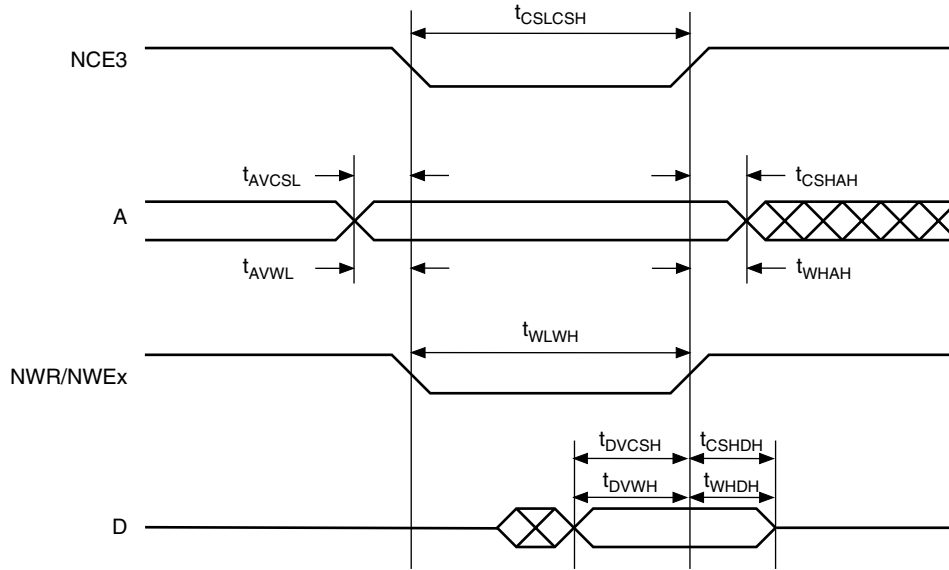 tCSLCSH
NCE3
tAVCSL
tCSHAH
A
tAVWL
tWHAH
tWLWH
NWR/NWEx
tDVCSH
tCSHDH
tDVWH
tWHDH
D